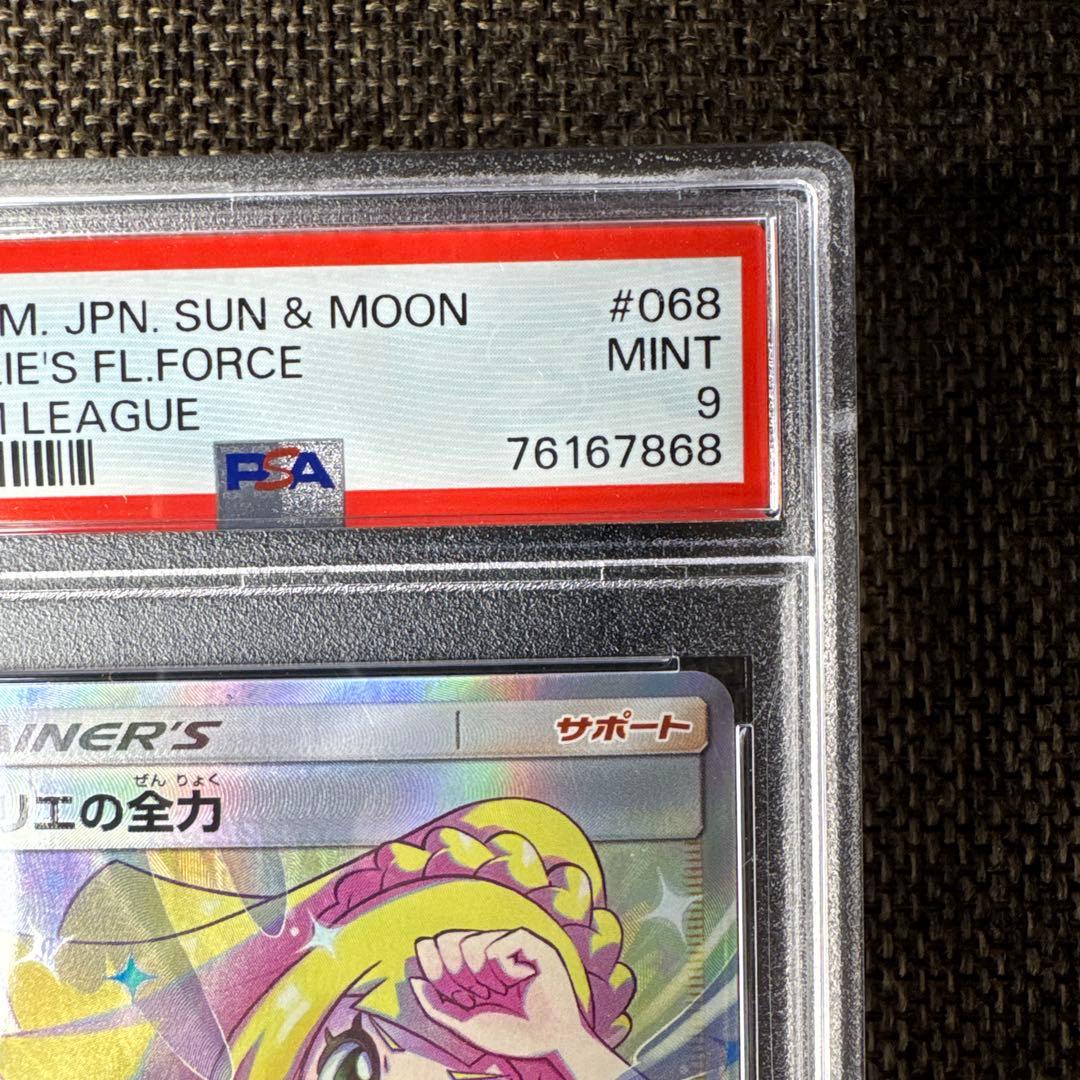 M. JPN. SUN & MOON #068
LIE'S FL.FORCE MINT
LEAGUE 9
PSA 76167868
AINER'S サポート
ぜんりょく
リエの全力